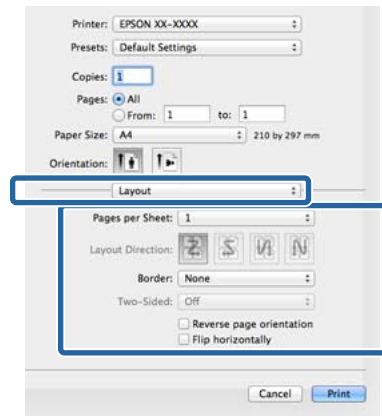 Printer: EPSON XX-XXXX
Presets: Default Settings
Copies: 1
Pages: All
From: 1 to: 1
Paper Size: A4 210 by 297 mm
Orientation:
Layout
Pages per Sheet: 1
Layout Direction:
Border: None
Two-Sided: Off
Reverse page orientation
Flip horizontally
Cancel Print